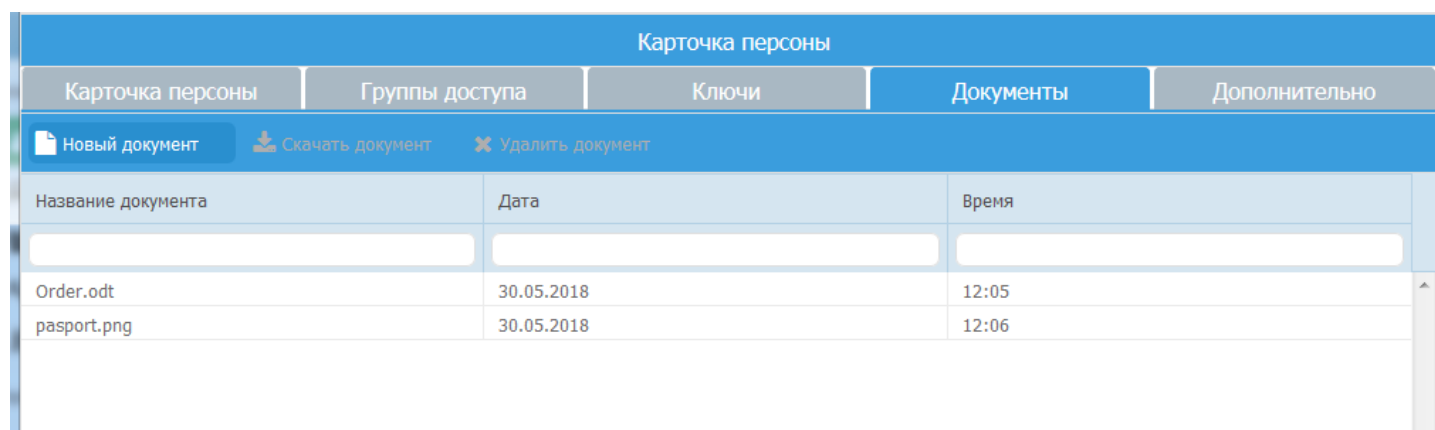 Карточка персоны
Карточка персоны Группы доступа Ключи Документы Дополнительно
Новый документ Скачать документ Удалить документ
Название документа Дата Время
Order.odt 30.05.2018 12:05
pasport.png 30.05.2018 12:06